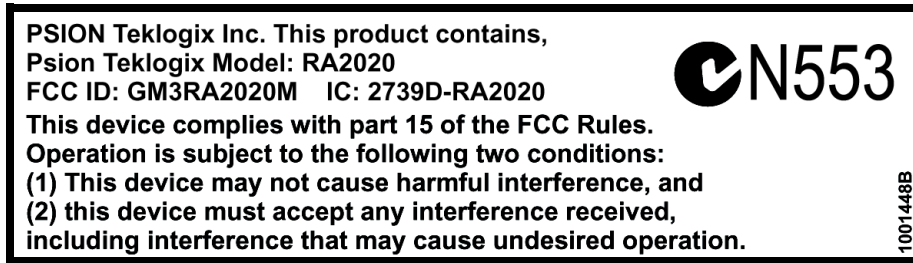 PSION Teklogix Inc. This product contains,
Psion Teklogix Model: RA2020
FCC ID: GM3RA2020M IC: 2739D-RA2020
N553
This device complies with part 15 of the FCC Rules.
Operation is subject to the following two conditions:
(1) This device may not cause harmful interference, and
(2) this device must accept any interference received,
including interference that may cause undesired operation.
1001448B